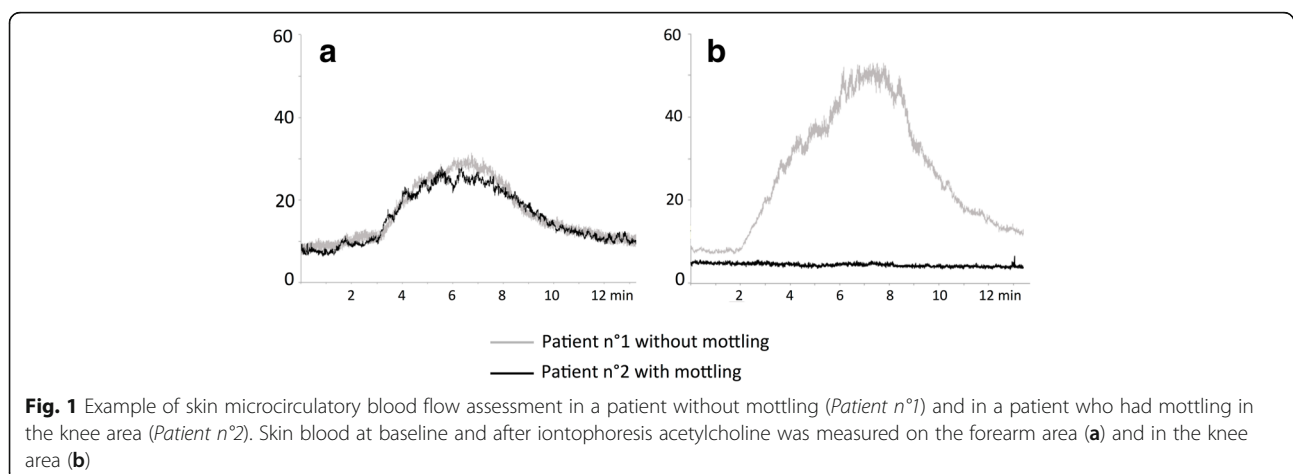 a
60
40
20
0
2 4 6 8 10 12 min
b
60
40
20
0
2 4 6 8 10 12 min
Patient n°1 without mottling
Patient n°2 with mottling
Fig. 1 Example of skin microcirculatory blood flow assessment in a patient without mottling (Patient n°1) and in a patient who had mottling in
the knee area (Patient n°2). Skin blood at baseline and after iontophoresis acetylcholine was measured on the forearm area (a) and in the knee
area (b)